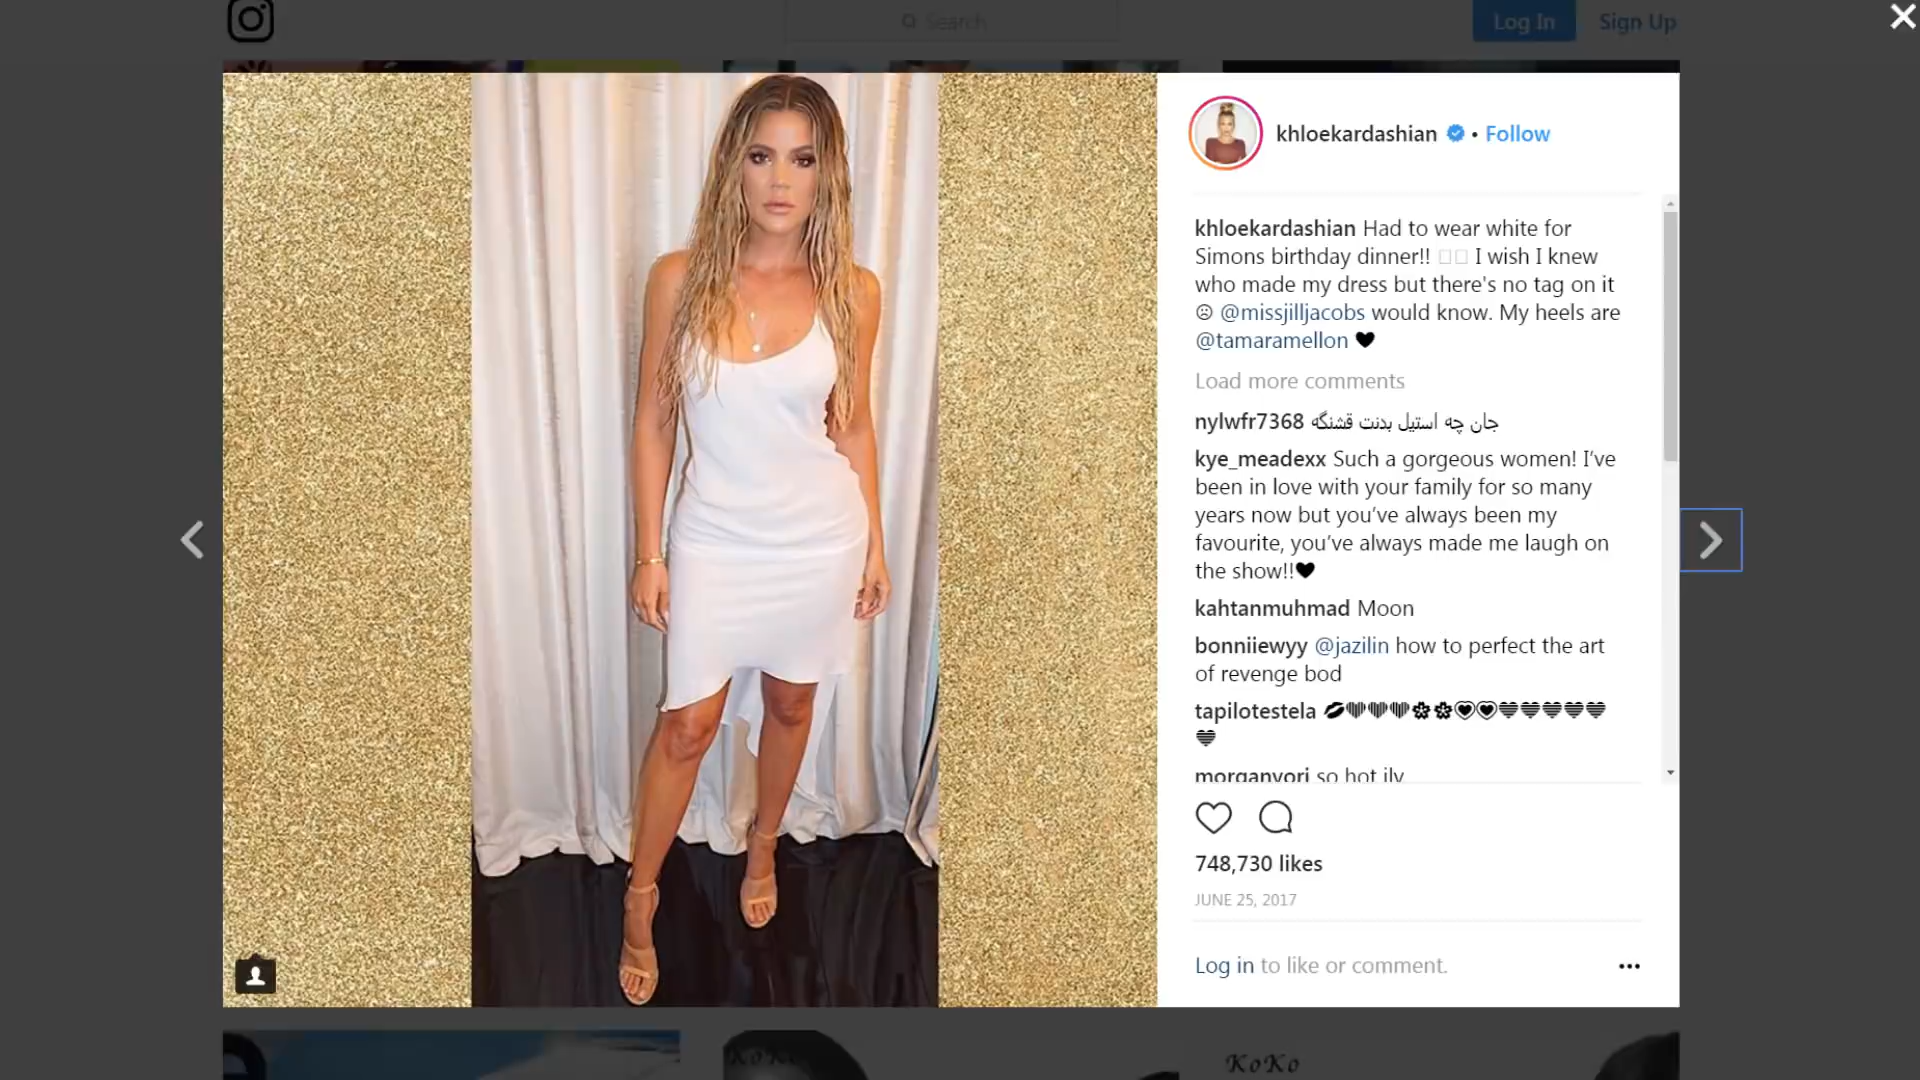 Search
Log In
Sign Up
khloekardashian • Follow
khloekardashian Had to wear white for
Simons birthday dinner!! I wish I knew
who made my dress but there's no tag on it
☹ @missjilljacobs would know. My heels are
@tamaramellon ♥
Load more comments
nylwfr7368 جان چه استیل بدنت قشنگه
kye_meadexx Such a gorgeous women! I’ve
been in love with your family for so many
years now but you’ve always been my
favourite, you’ve always made me laugh on
the show!!♥
kahtanmuhmad Moon
bonniiewyy @jazilin how to perfect the art
of revenge bod
tapilotestela
morganvori so hot ily
748,730 likes
JUNE 25, 2017
Log in to like or comment.
KoKo
KoKo